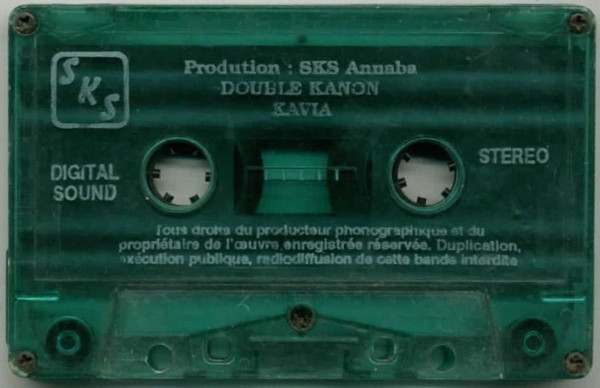 SKS
Prodution : SKS Annaba
DOUBLE KANON
KAVIA
DIGITAL
SOUND
STEREO
Tous droits du producteur phonographique et du
propriétaire de l'œuvre enregistrée réservée. Duplication,
exécution publique, radiodiffusion de cette bande interdite